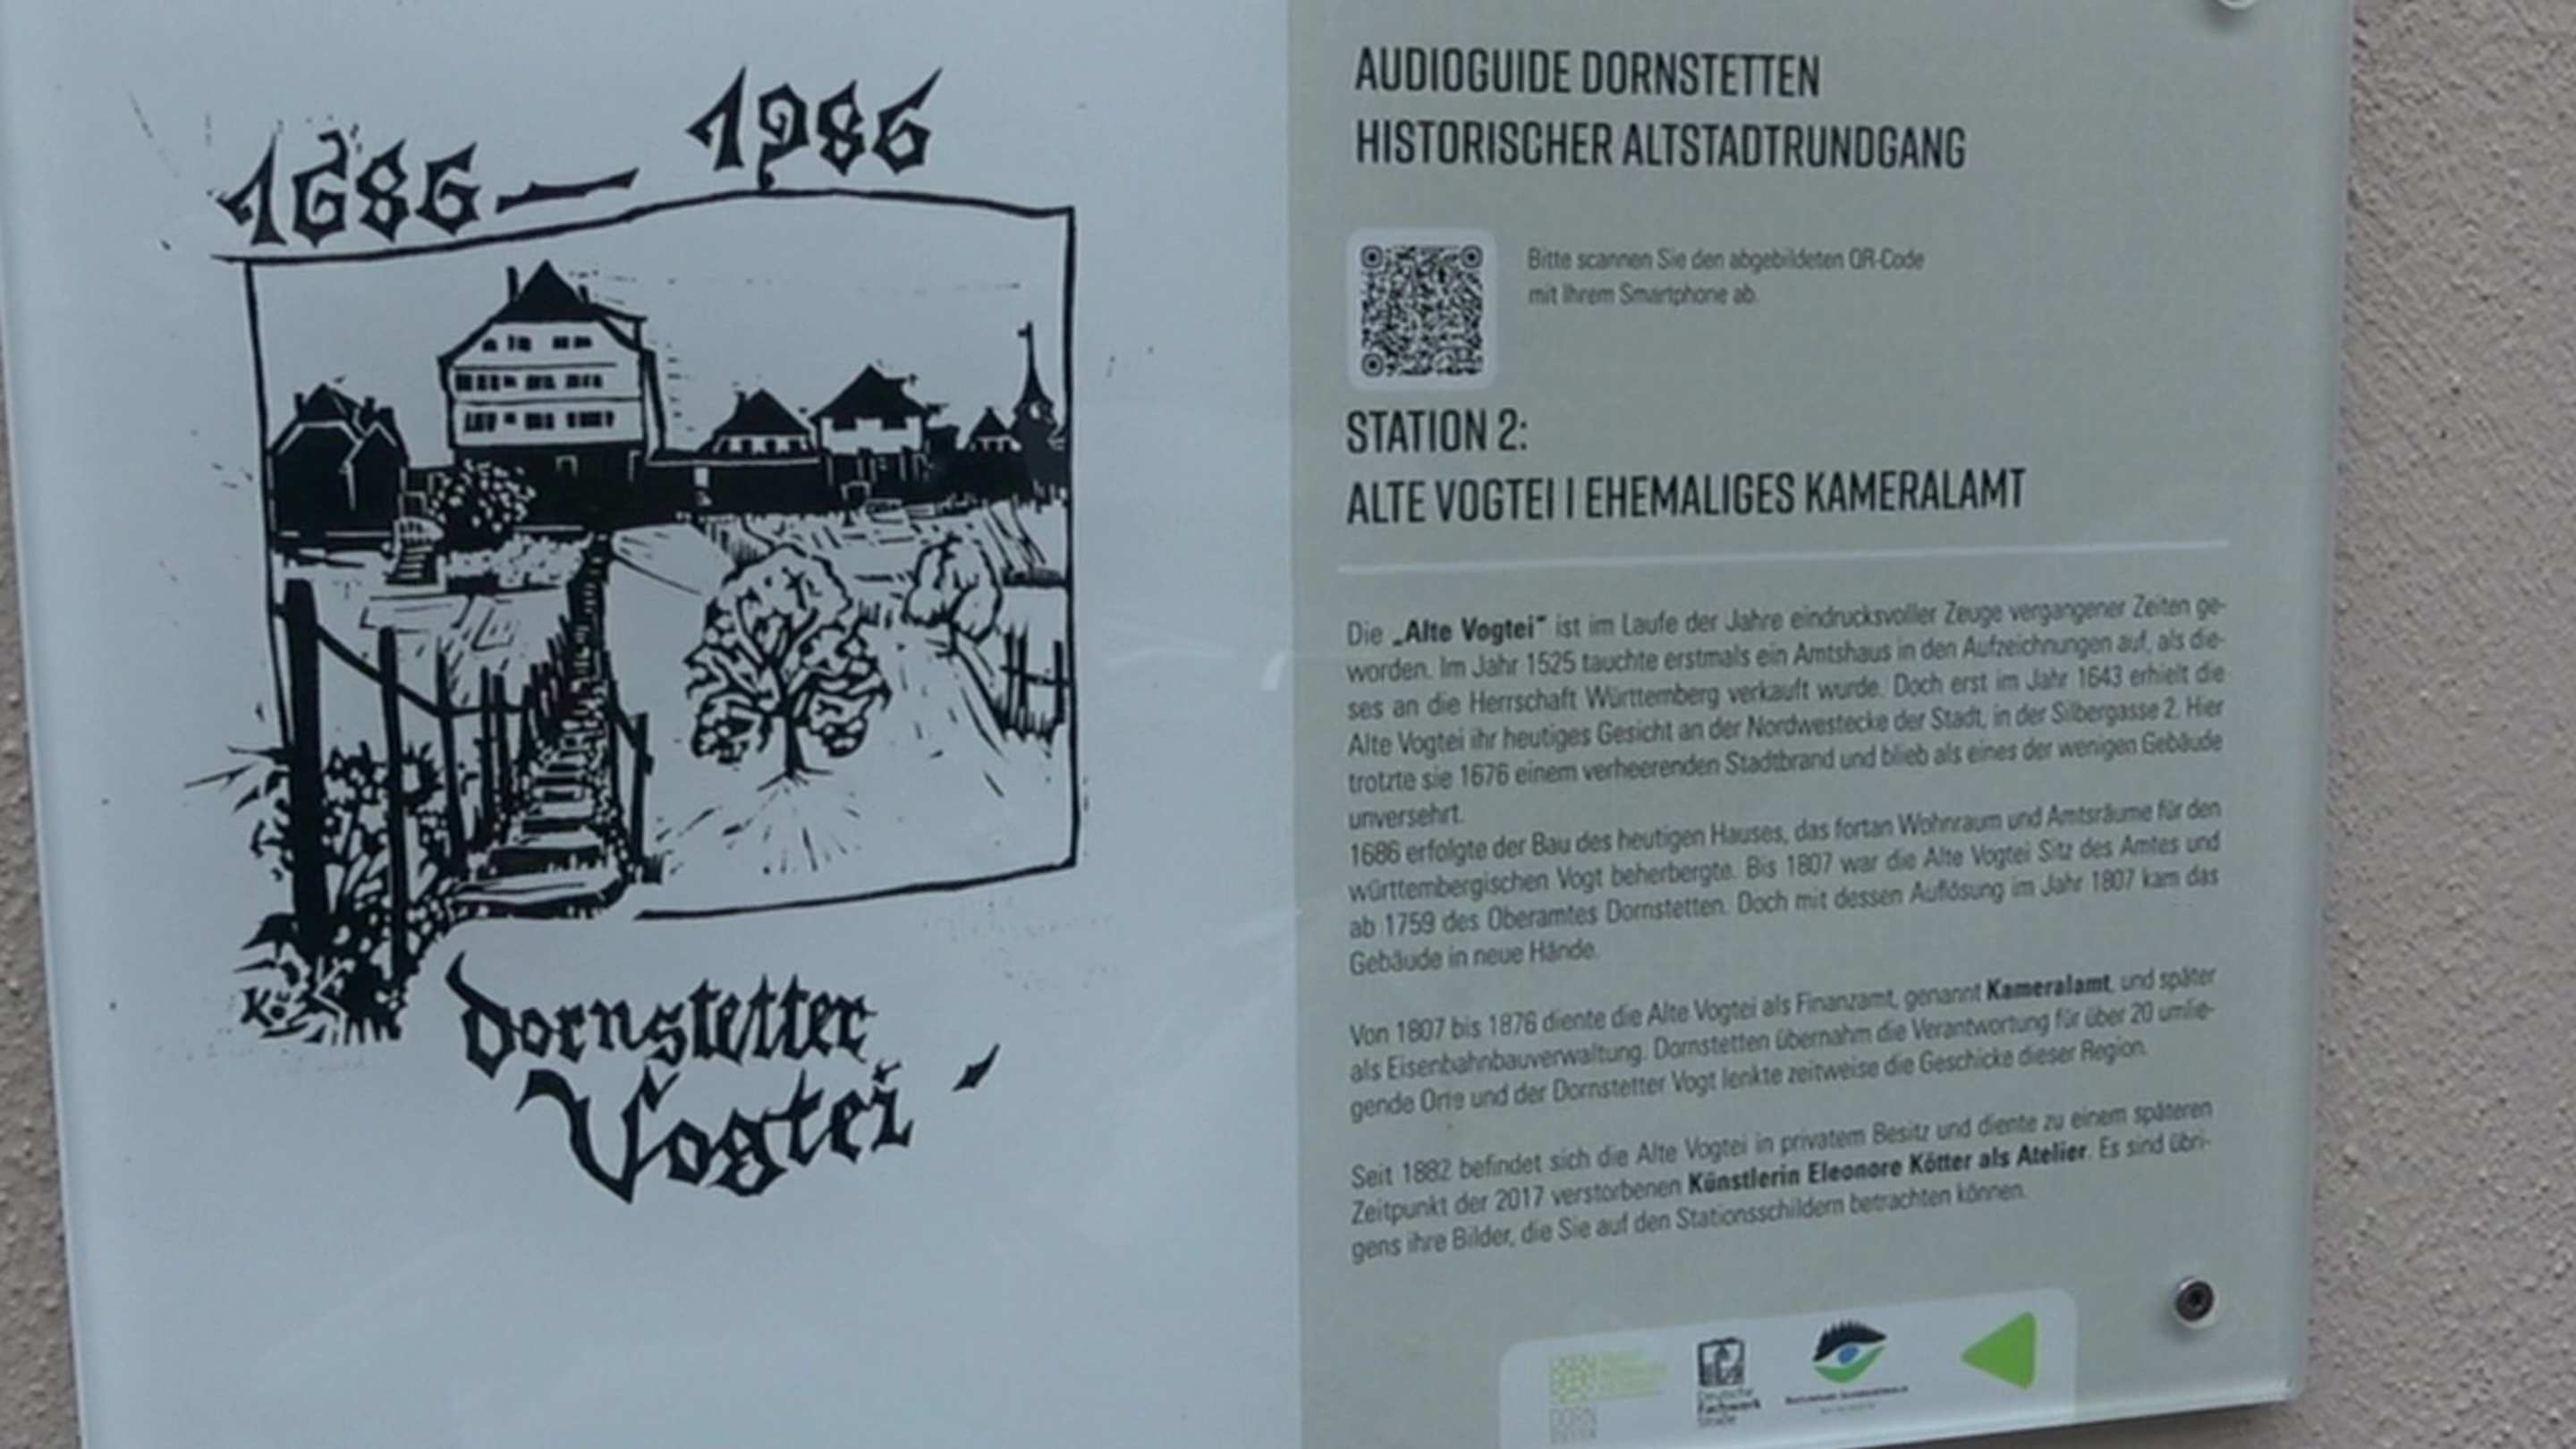 1686 — 1986
Dornstetter
Vogtei
AUDIOGUIDE DORNSTETTEN
HISTORISCHER ALTSTADTRUNDGANG
Bitte scannen Sie den abgebildeten QR-Code
mit Ihrem Smartphone ab.
STATION 2:
ALTE VOGTEI I EHEMALIGES KAMERALAMT
Die „Alte Vogtei“ ist im Laufe der Jahre eindrucksvoller Zeuge vergangener Zeiten ge-
worden. Im Jahr 1525 tauchte erstmals ein Amtshaus in den Aufzeichnungen auf, als die-
ses an die Herrschaft Württemberg verkauft wurde. Doch erst im Jahr 1643 erhielt die
Alte Vogtei ihr heutiges Gesicht an der Nordwestecke der Stadt, in der Silbergasse 2. Hier
trotzte sie 1676 einem verheerenden Stadtbrand und blieb als eines der wenigen Gebäude
unversehrt.
1686 erfolgte der Bau des heutigen Hauses, das fortan Wohnraum und Amtsräume für den
württembergischen Vogt beherbergte. Bis 1807 war die Alte Vogtei Sitz des Amtes und
ab 1759 des Oberamtes Dornstetten. Doch mit dessen Auflösung im Jahr 1807 kam das
Gebäude in neue Hände.
Von 1807 bis 1876 diente die Alte Vogtei als Finanzamt, genannt Kameralamt, und später
als Eisenbahnbauverwaltung. Dornstetten übernahm die Verantwortung für über 20 umlie-
gende Orte und der Dornstetter Vogt lenkte zeitweise die Geschicke dieser Region.
Seit 1882 befindet sich die Alte Vogtei in privatem Besitz und diente zu einem späteren
Zeitpunkt der 2017 verstorbenen Künstlerin Eleonore Kötter als Atelier. Es sind übri-
gens ihre Bilder, die Sie auf den Stationsschildern betrachten können.
Deutsche
Fachwerk
Straße
DORN